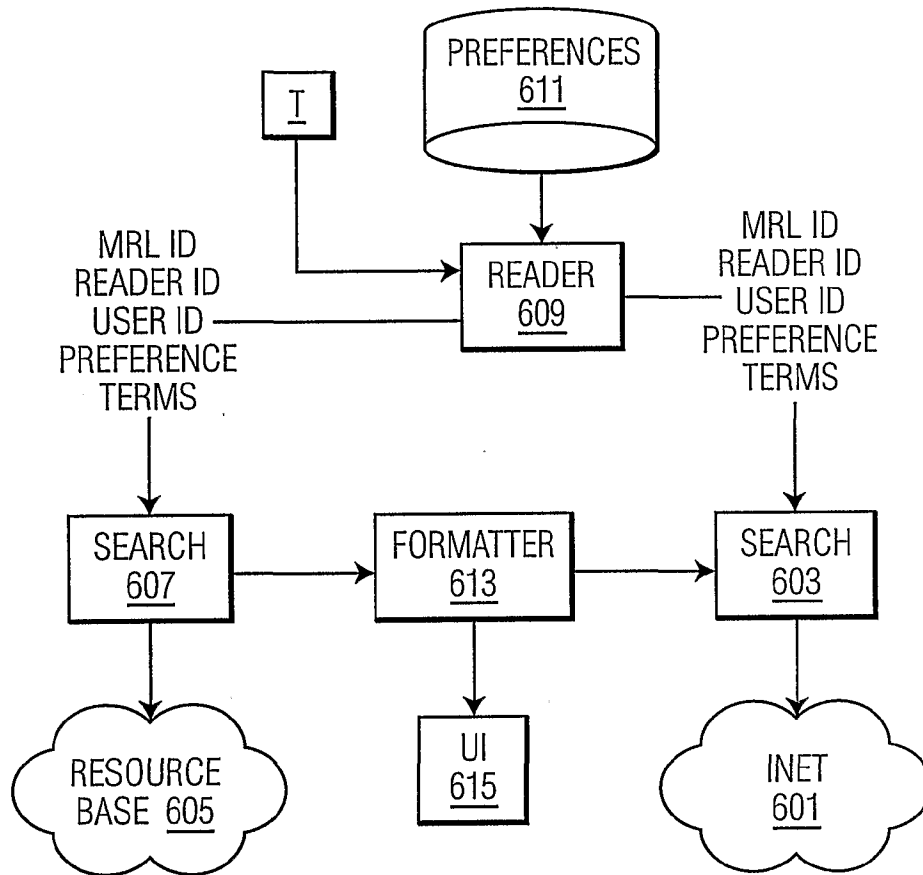 PREFERENCES
611
T
MRL ID
READER ID
USER ID
PREFERENCE
TERMS
READER
609
MRL ID
READER ID
USER ID
PREFERENCE
TERMS
SEARCH
607
FORMATTER
613
SEARCH
603
RESOURCE
BASE 605
UI
615
INET
601